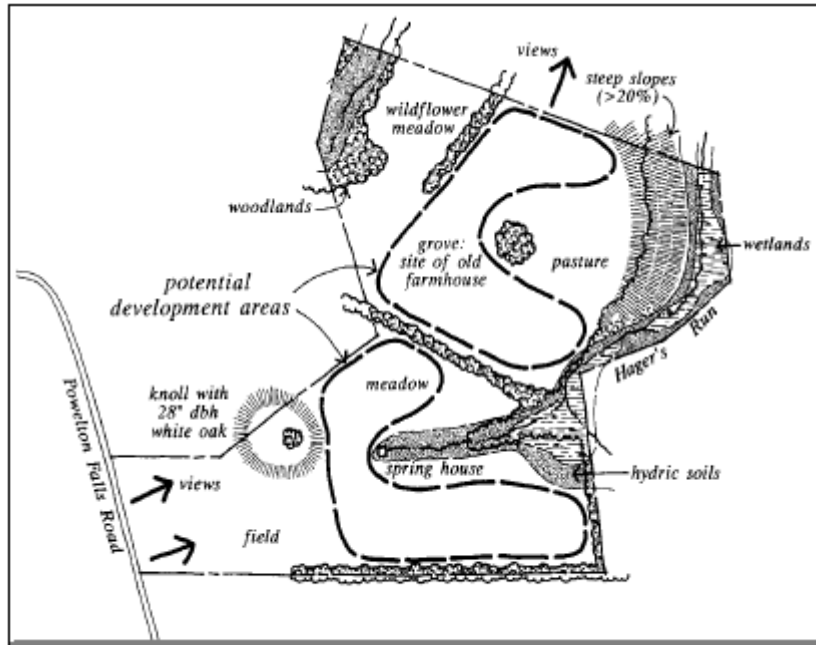 views
steep slopes
(>20%)
wildflower
meadow
woodlands
grove:
site of old
farmhouse
pasture
wetlands
potential
development areas
Hager's Run
meadow
knoll with
28" dbh
white oak
spring house
hydric soils
views
Powelton Falls Road
field